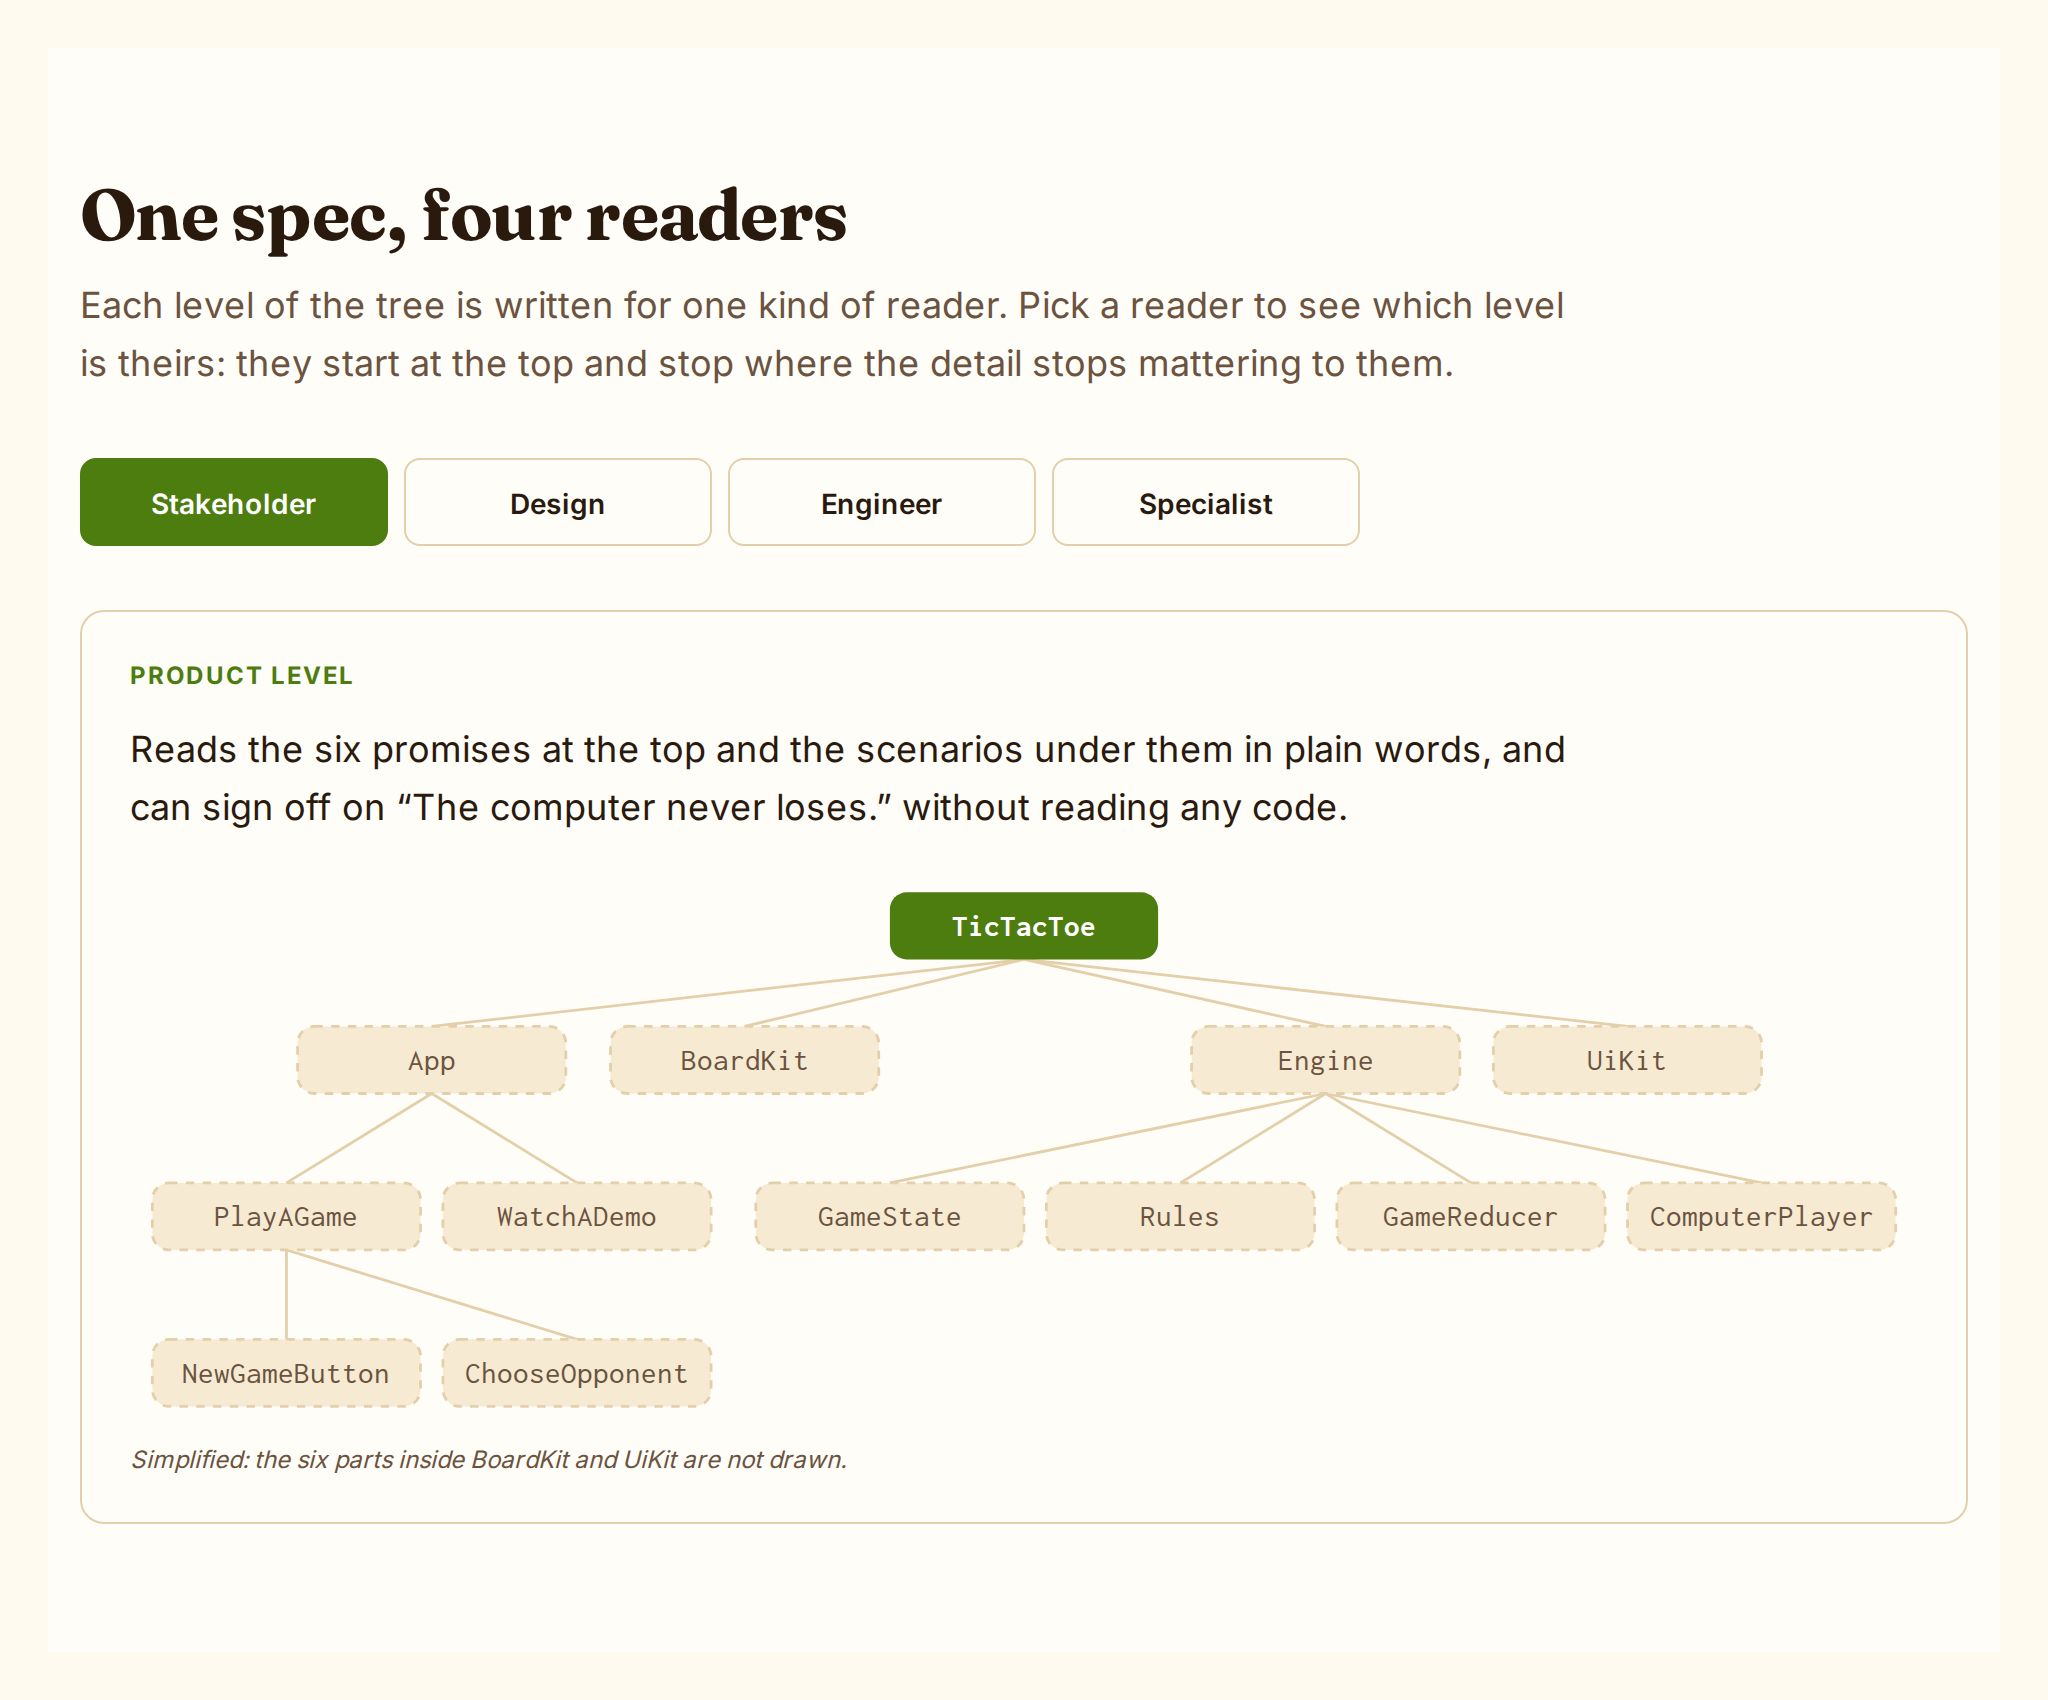 One spec, four readers
Each level of the tree is written for one kind of reader. Pick a reader to see which level
is theirs: they start at the top and stop where the detail stops mattering to them.
Stakeholder
Design
Engineer
Specialist
PRODUCT LEVEL
Reads the six promises at the top and the scenarios under them in plain words, and
can sign off on “The computer never loses.” without reading any code.
TicTacToe
App
BoardKit
Engine
UiKit
PlayAGame
WatchADemo
GameState
Rules
GameReducer
ComputerPlayer
NewGameButton
ChooseOpponent
Simplified: the six parts inside BoardKit and UiKit are not drawn.